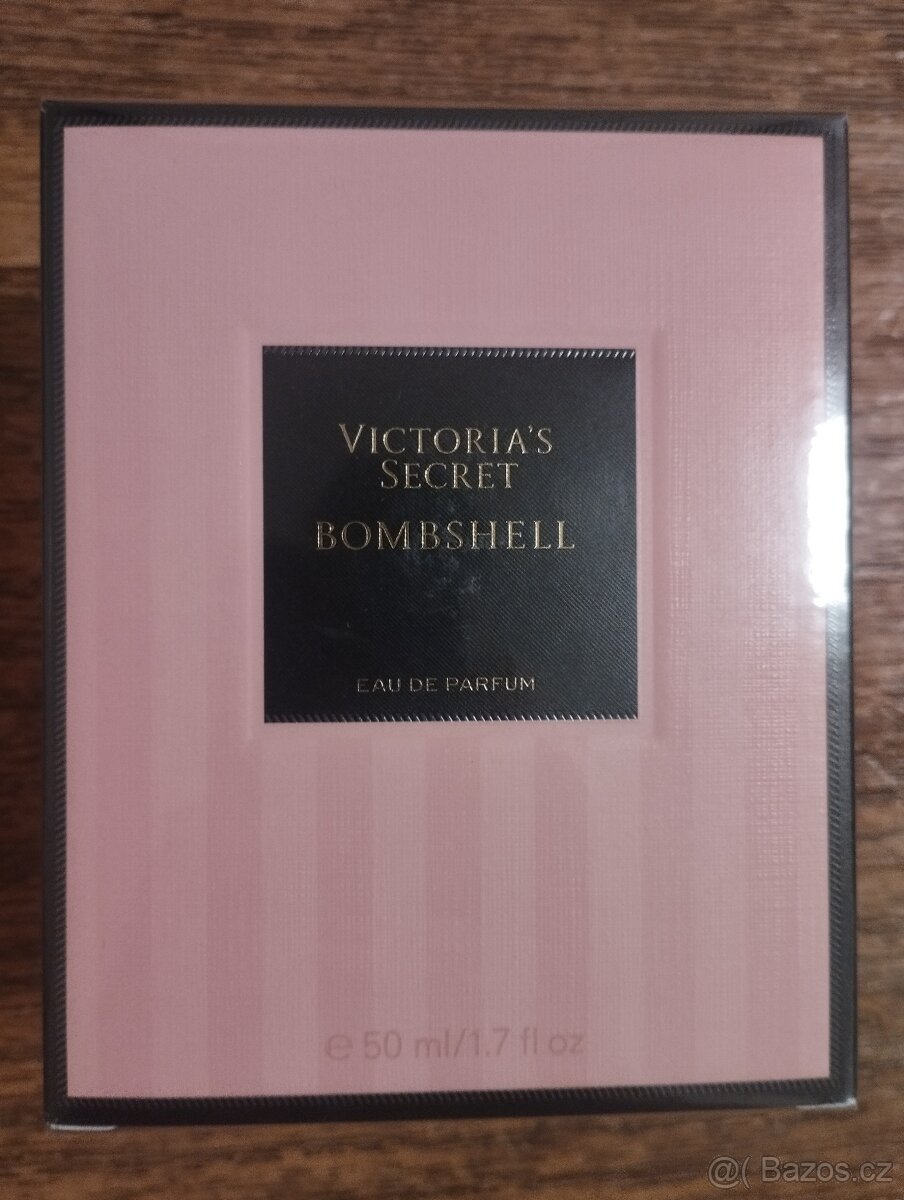 VICTORIA'S
SECRET
BOMBSHELL
EAU DE PARFUM
℮ 50 ml/1.7 fl oz
@( Bazos.cz